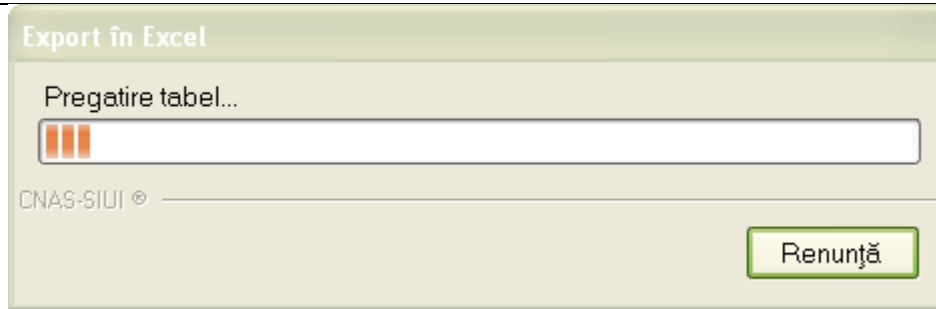 Export în Excel
Pregatire tabel...
CNAS-SIUI ®
Renunţă